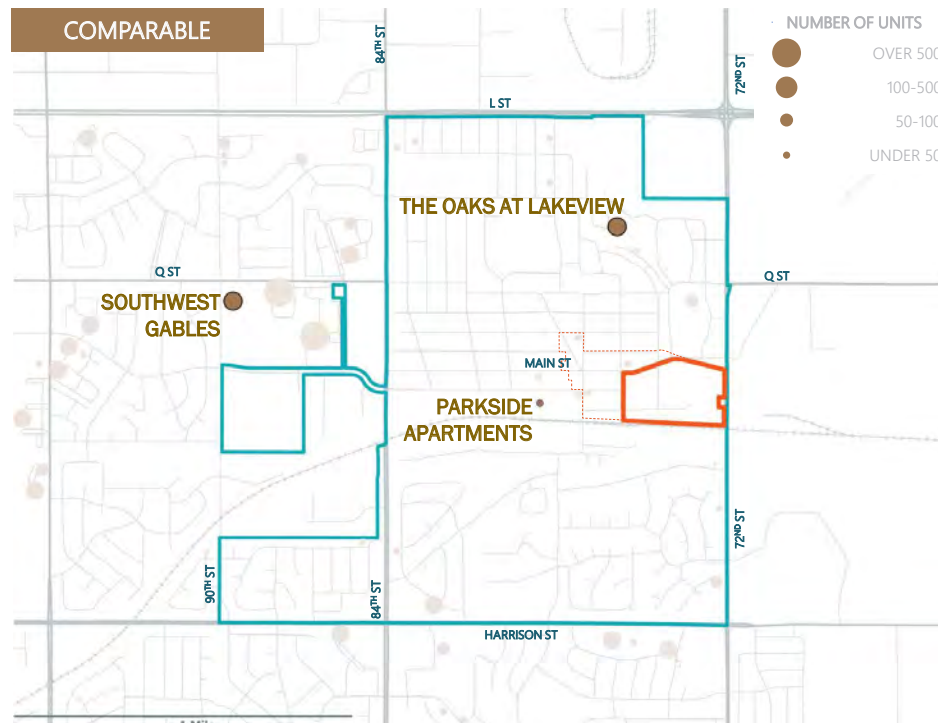 COMPARABLE
84TH ST
72ND ST
NUMBER OF UNITS
OVER 500
100-500
50-100
UNDER 50
L ST
THE OAKS AT LAKEVIEW
Q ST
Q ST
SOUTHWEST
GABLES
MAIN ST
PARKSIDE
APARTMENTS
72ND ST
90TH ST
84TH ST
HARRISON ST